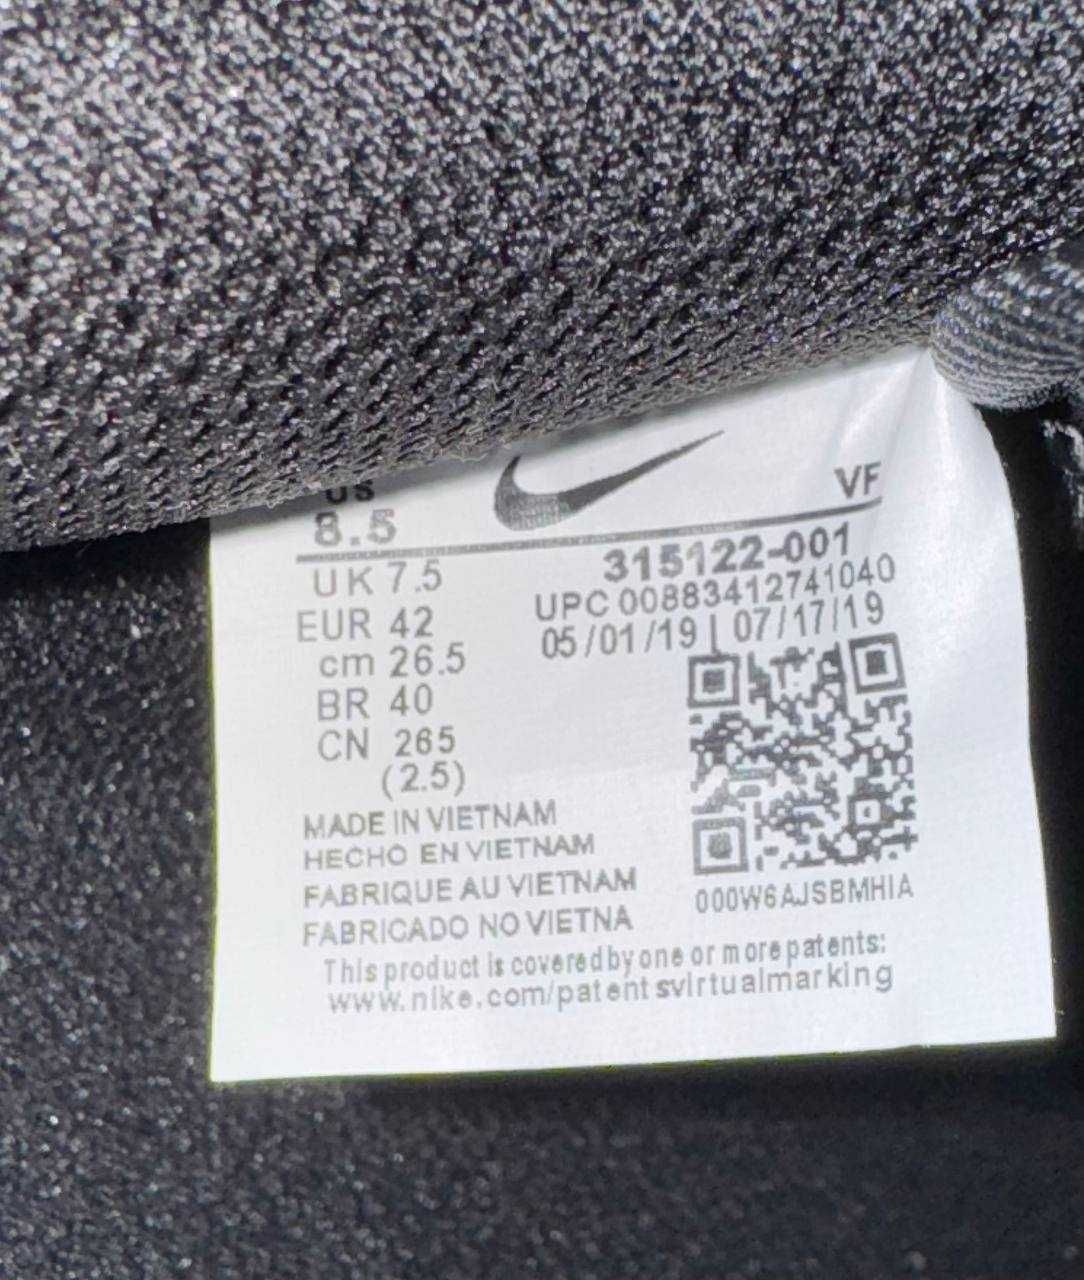 US
8.5
VF
UK 7.5
EUR 42
cm 26.5
BR 40
CN 265
(2.5)
315122-001
UPC 00883412741040
05/01/19 | 07/17/19
000W6AJSBMHIA
MADE IN VIETNAM
HECHO EN VIETNAM
FABRIQUE AU VIETNAM
FABRICADO NO VIETNA
This product is covered by one or more patents:
www.nike.com/patentsvirtualmarking